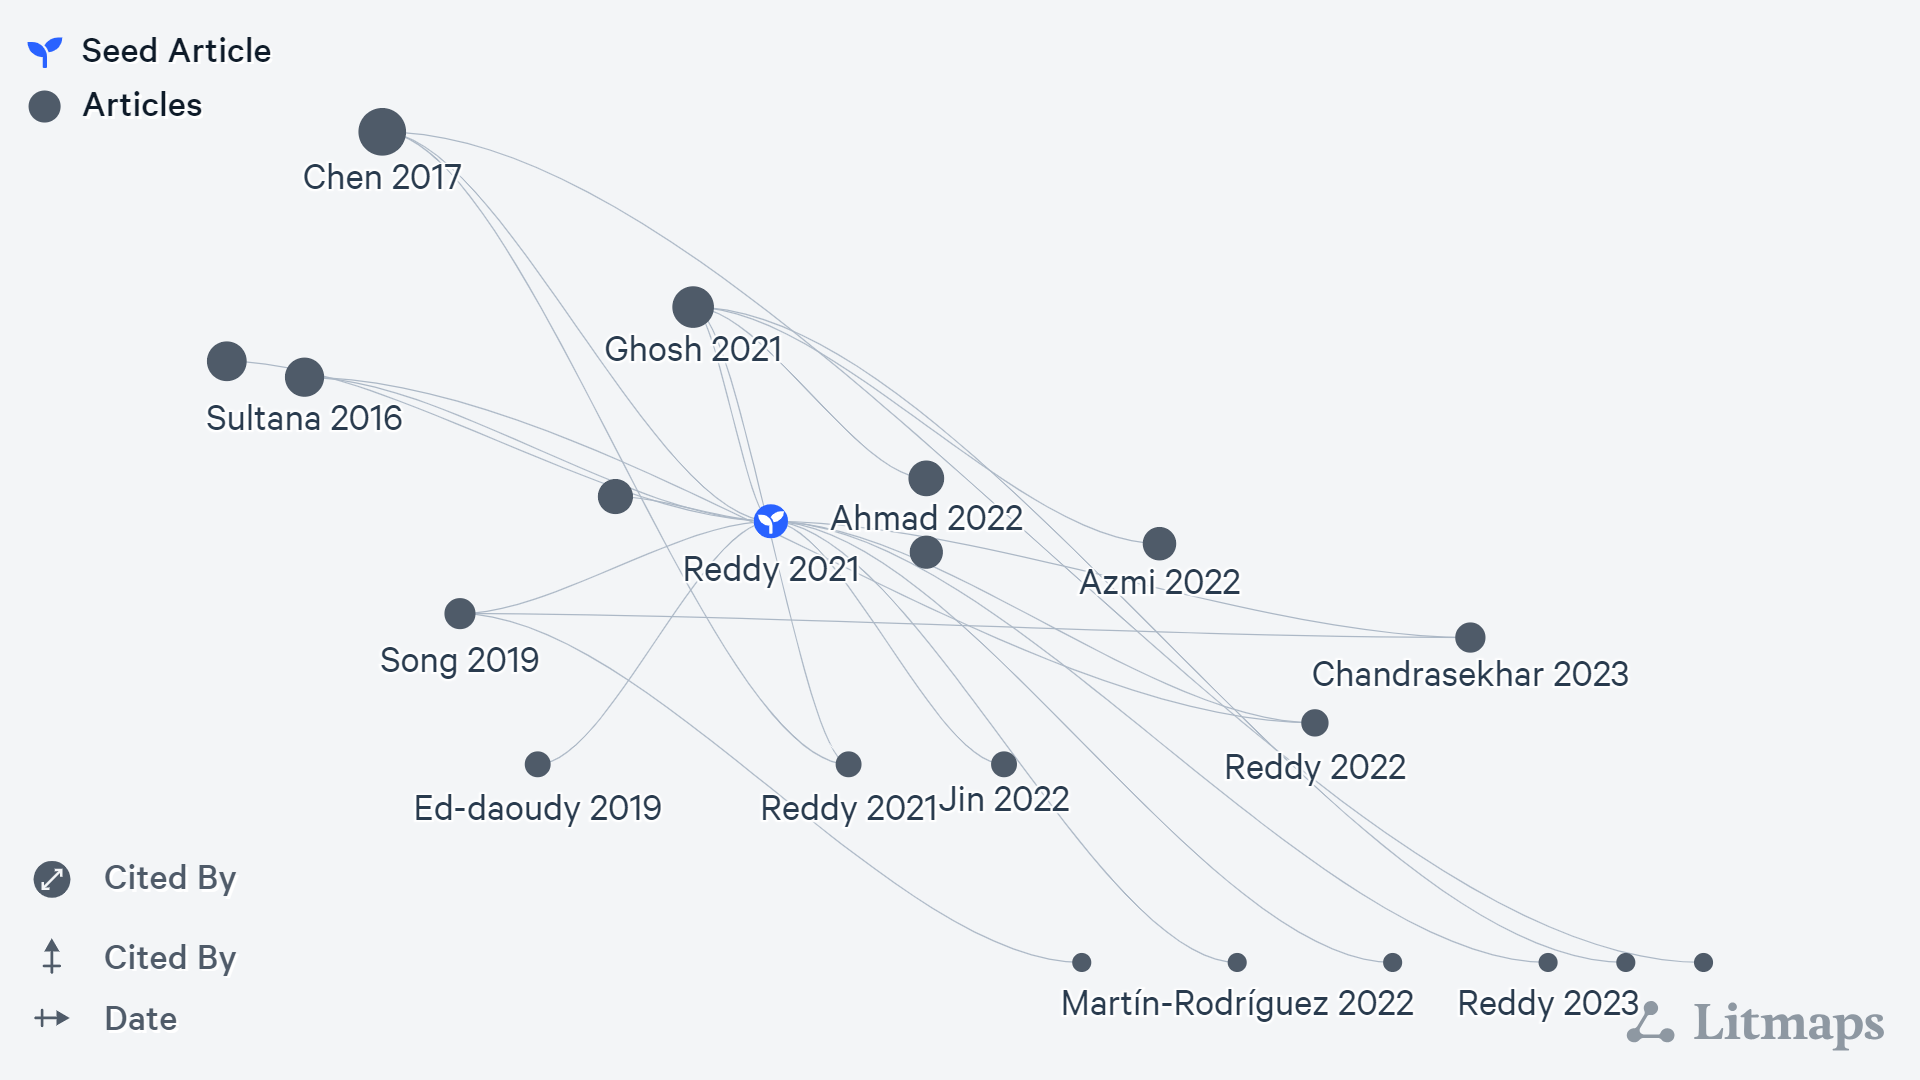 Seed Article
Articles
Chen 2017
Ghosh 2021
Sultana 2016
Ahmad 2022
Reddy 2021
Azmi 2022
Song 2019
Chandrasekhar 2023
Reddy 2022
Ed-daoudy 2019
Reddy 2021
Jin 2022
Cited By
Cited By
Date
Martín-Rodríguez 2022
Reddy 2023
Litmaps